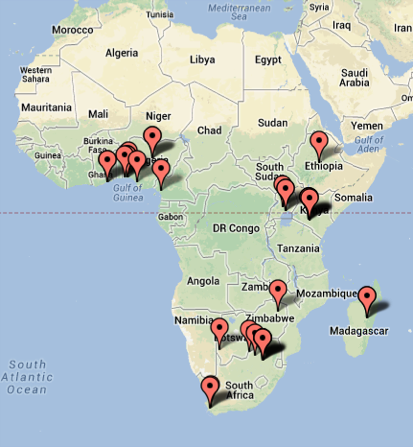 Mediterranean
Sea
Syria
Tunisia
Iraq
Morocco
Algeria
Libya
Egypt
Western
Sahara
Saudi
Arabia
Om
Mauritania
Mali
Niger
Chad
Sudan
Yemen
Gulf of
Aden
Burkina
Faso
Guinea
Ethiopia
South
Sudan
Ghana
Gulf of
Guinea
Somalia
Gabon
Kenya
DR Congo
Tanzania
Angola
Zambia
Mozambique
Namibia
Zimbabwe
Botswana
Madagascar
South
Atlantic
Ocean
South
Africa